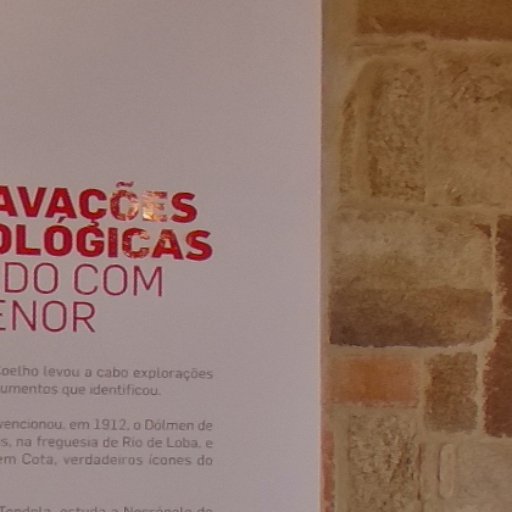 AVAÇÕES
OLÓGICAS
DO COM
ENOR
Coelho levou a cabo explorações
umentos que identificou.
vencionou, em 1912, o Dólmen de
s, na freguesia de Rio de Loba, e
em Cota, verdadeiros ícones do